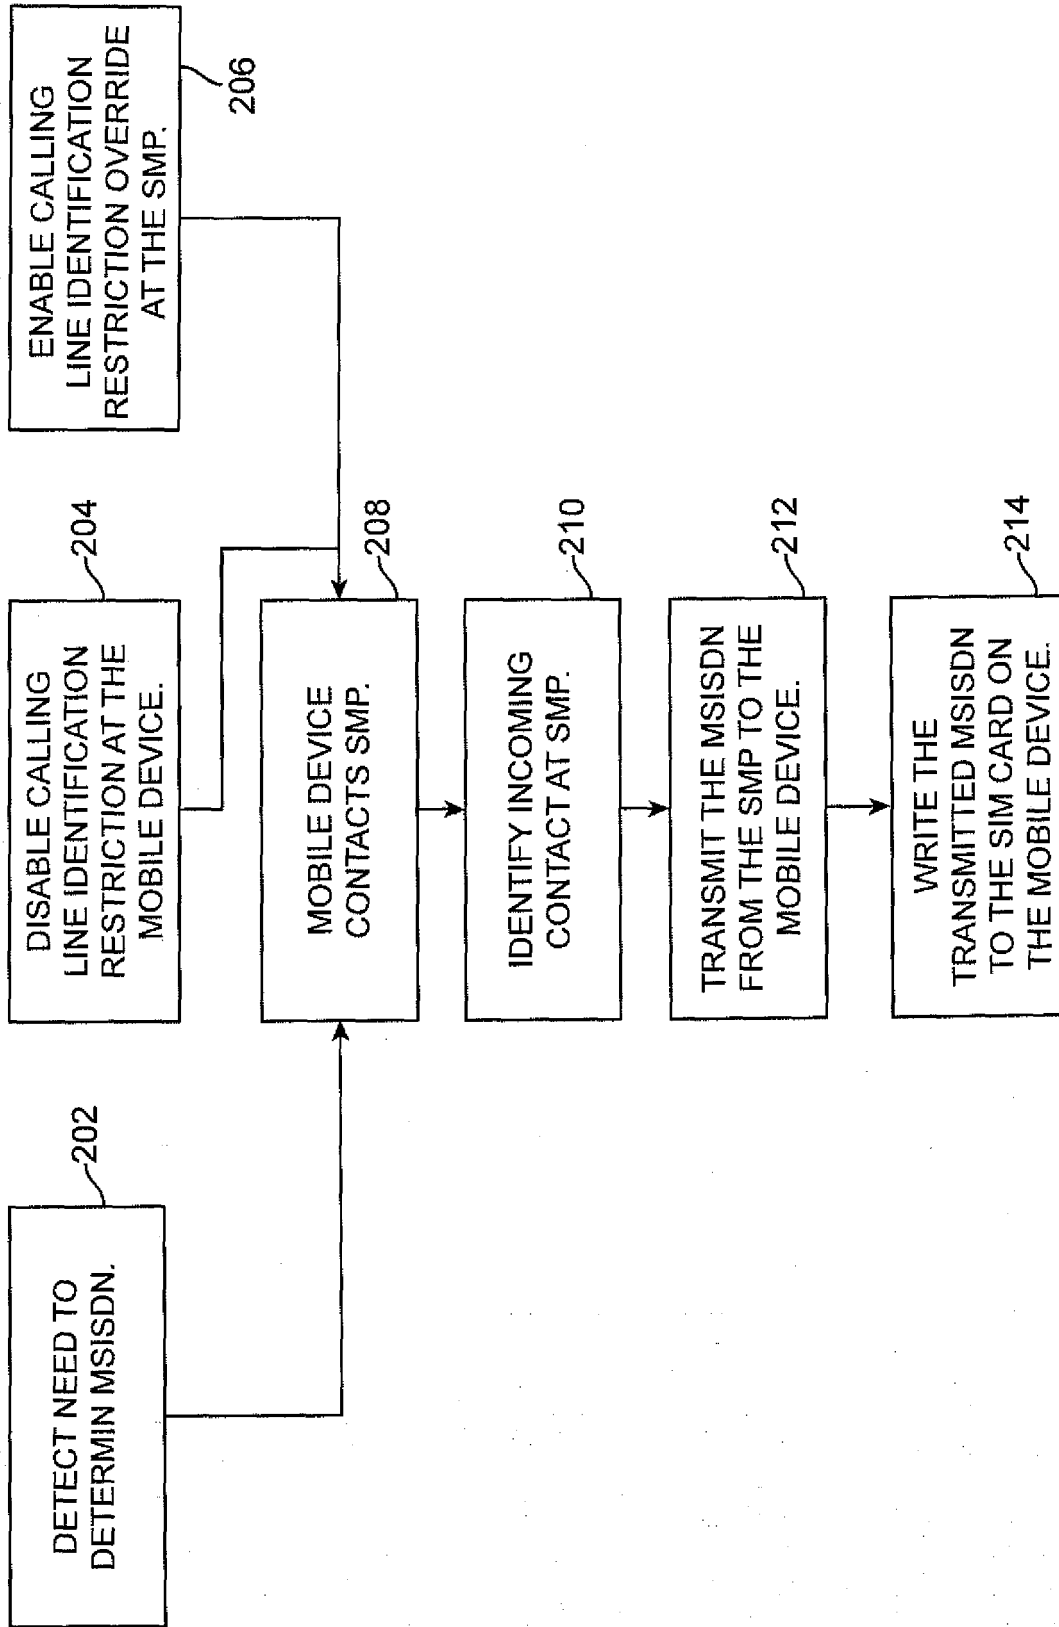 DETECT NEED TO
DETERMIN MSISDN.
202
DISABLE CALLING
LINE IDENTIFICATION
RESTRICTION AT THE
MOBILE DEVICE.
204
ENABLE CALLING
LINE IDENTIFICATION
RESTRICTION OVERRIDE
AT THE SMP.
206
MOBILE DEVICE
CONTACTS SMP.
208
IDENTIFY INCOMING
CONTACT AT SMP.
210
TRANSMIT THE MSISDN
FROM THE SMP TO THE
MOBILE DEVICE.
212
WRITE THE
TRANSMITTED MSISDN
TO THE SIM CARD ON
THE MOBILE DEVICE.
214